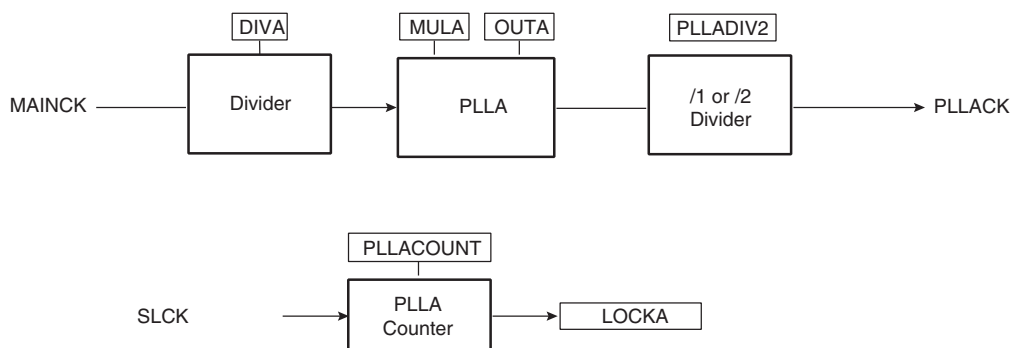 DIVA
MULA
OUTA
PLLADIV2
MAINCK
Divider
PLLA
/1 or /2
Divider
PLLACK
PLLACOUNT
SLCK
PLLA
Counter
LOCKA